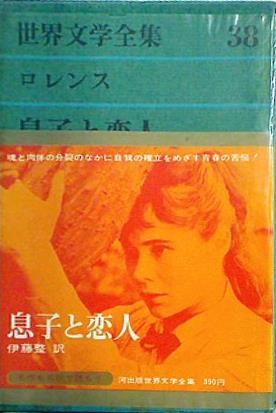 世界文学全集 38
ロレンス
息子と恋人
魂と肉体の分裂のなかに自我の確立をめざす青春の苦悩!
息子と恋人
伊藤整 訳
河出版世界文学全集 390円